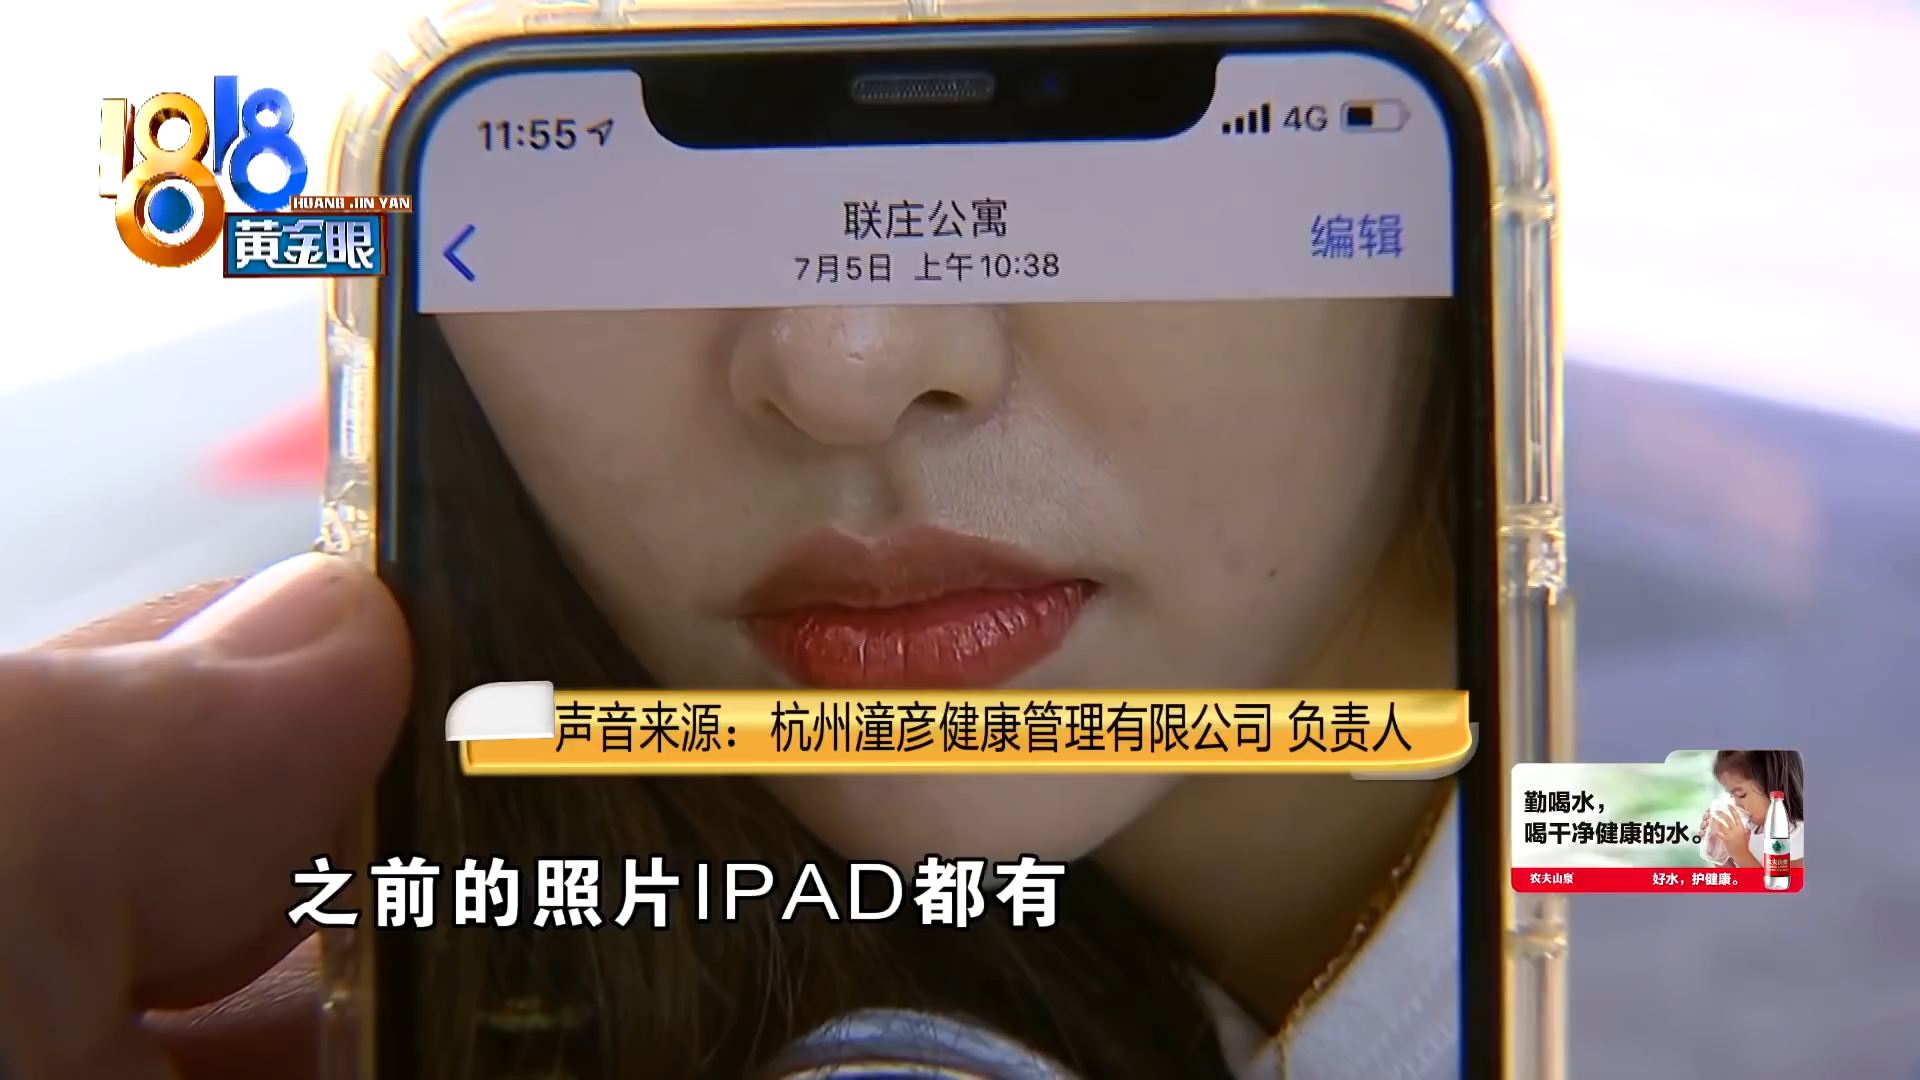 1818
HUANG JIN YAN
黄金眼
11:55
4G
联庄公寓
7月5日 上午10:38
编辑
声音来源：杭州潼彦健康管理有限公司 负责人
勤喝水，
喝干净健康的水。
农夫山泉
好水，护健康。
之前的照片IPAD都有